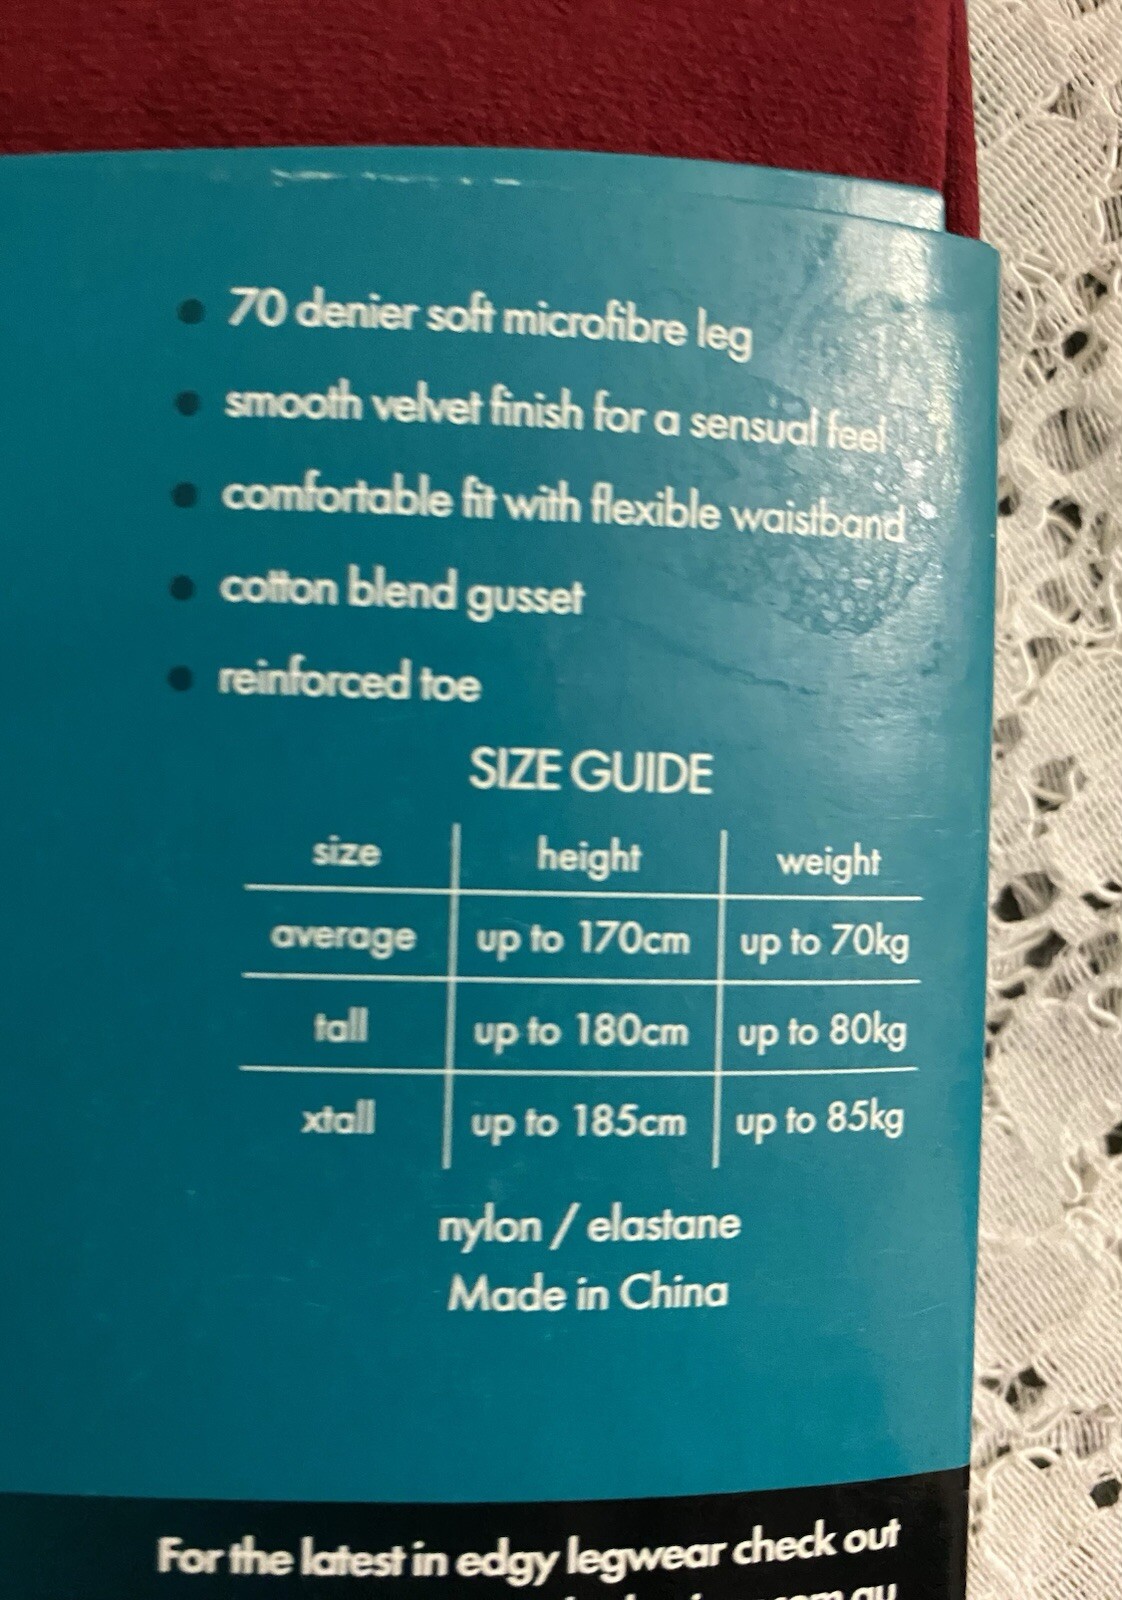 70 denier soft microfibre leg
smooth velvet finish for a sensual feel
comfortable fit with flexible waistband
cotton blend gusset
reinforced toe
SIZE GUIDE
size height weight
average up to 170cm up to 70kg
tall up to 180cm up to 80kg
xtall up to 185cm up to 85kg
nylon / elastane
Made in China
For the latest in edgy legwear check out